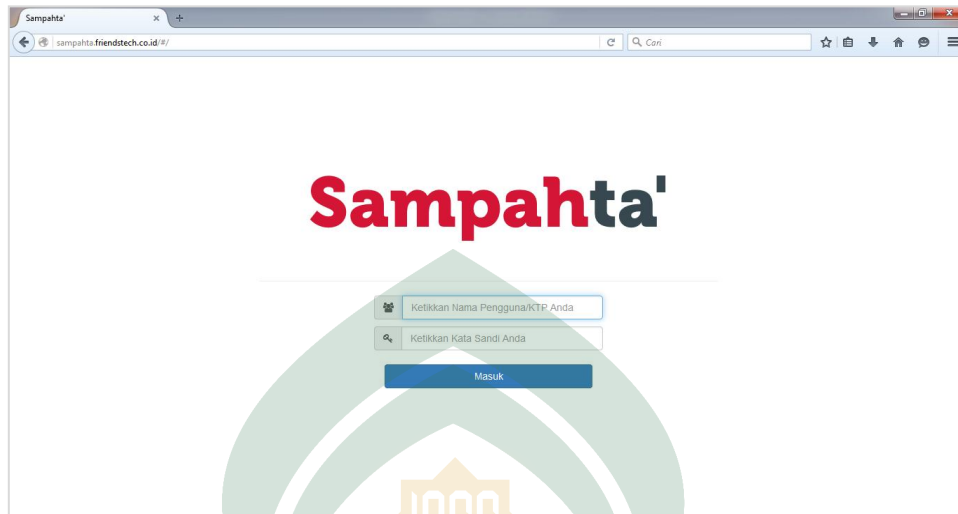 Sampahta'
sampahta.friendstech.co.id/#/
Cari
Sampahta'
Ketikkan Nama Pengguna/KTP Anda
Ketikkan Kata Sandi Anda
Masuk